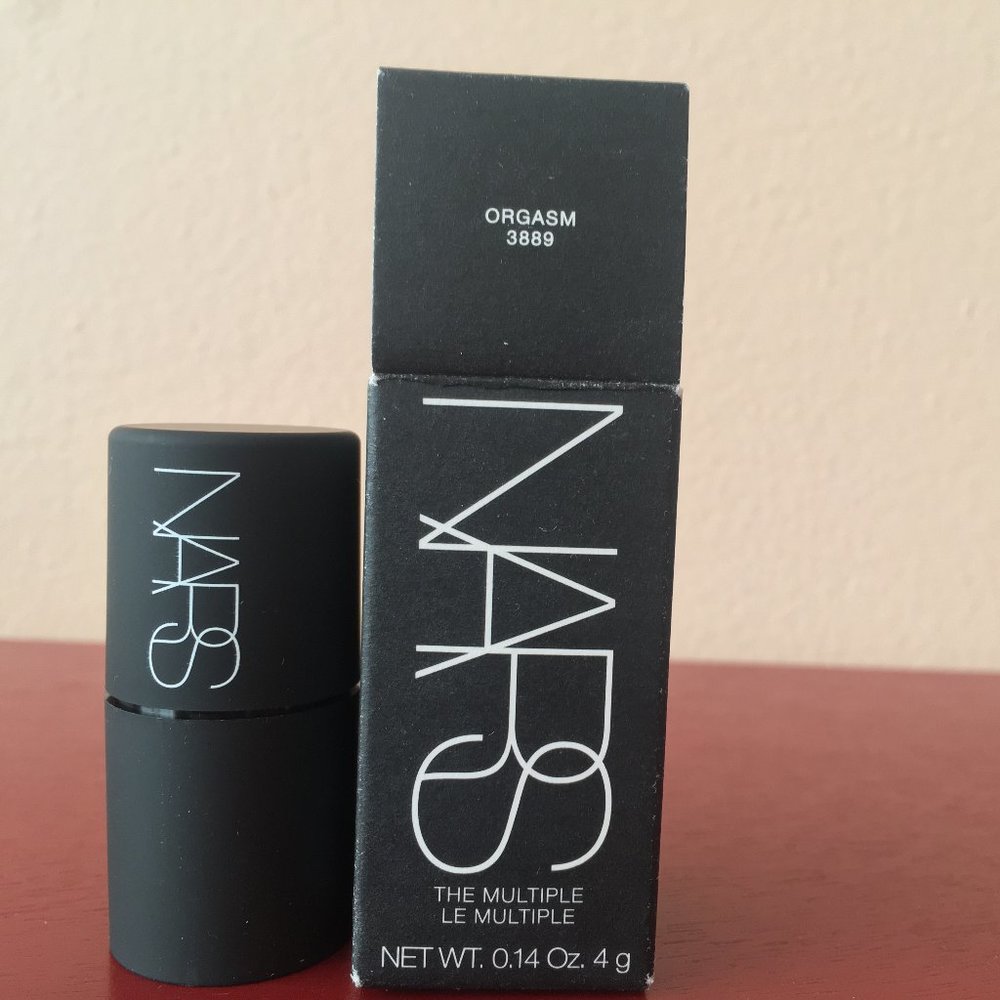 ORGASM
3889
NARS
NARS
THE MULTIPLE
LE MULTIPLE
NET WT. 0.14 Oz. 4 g